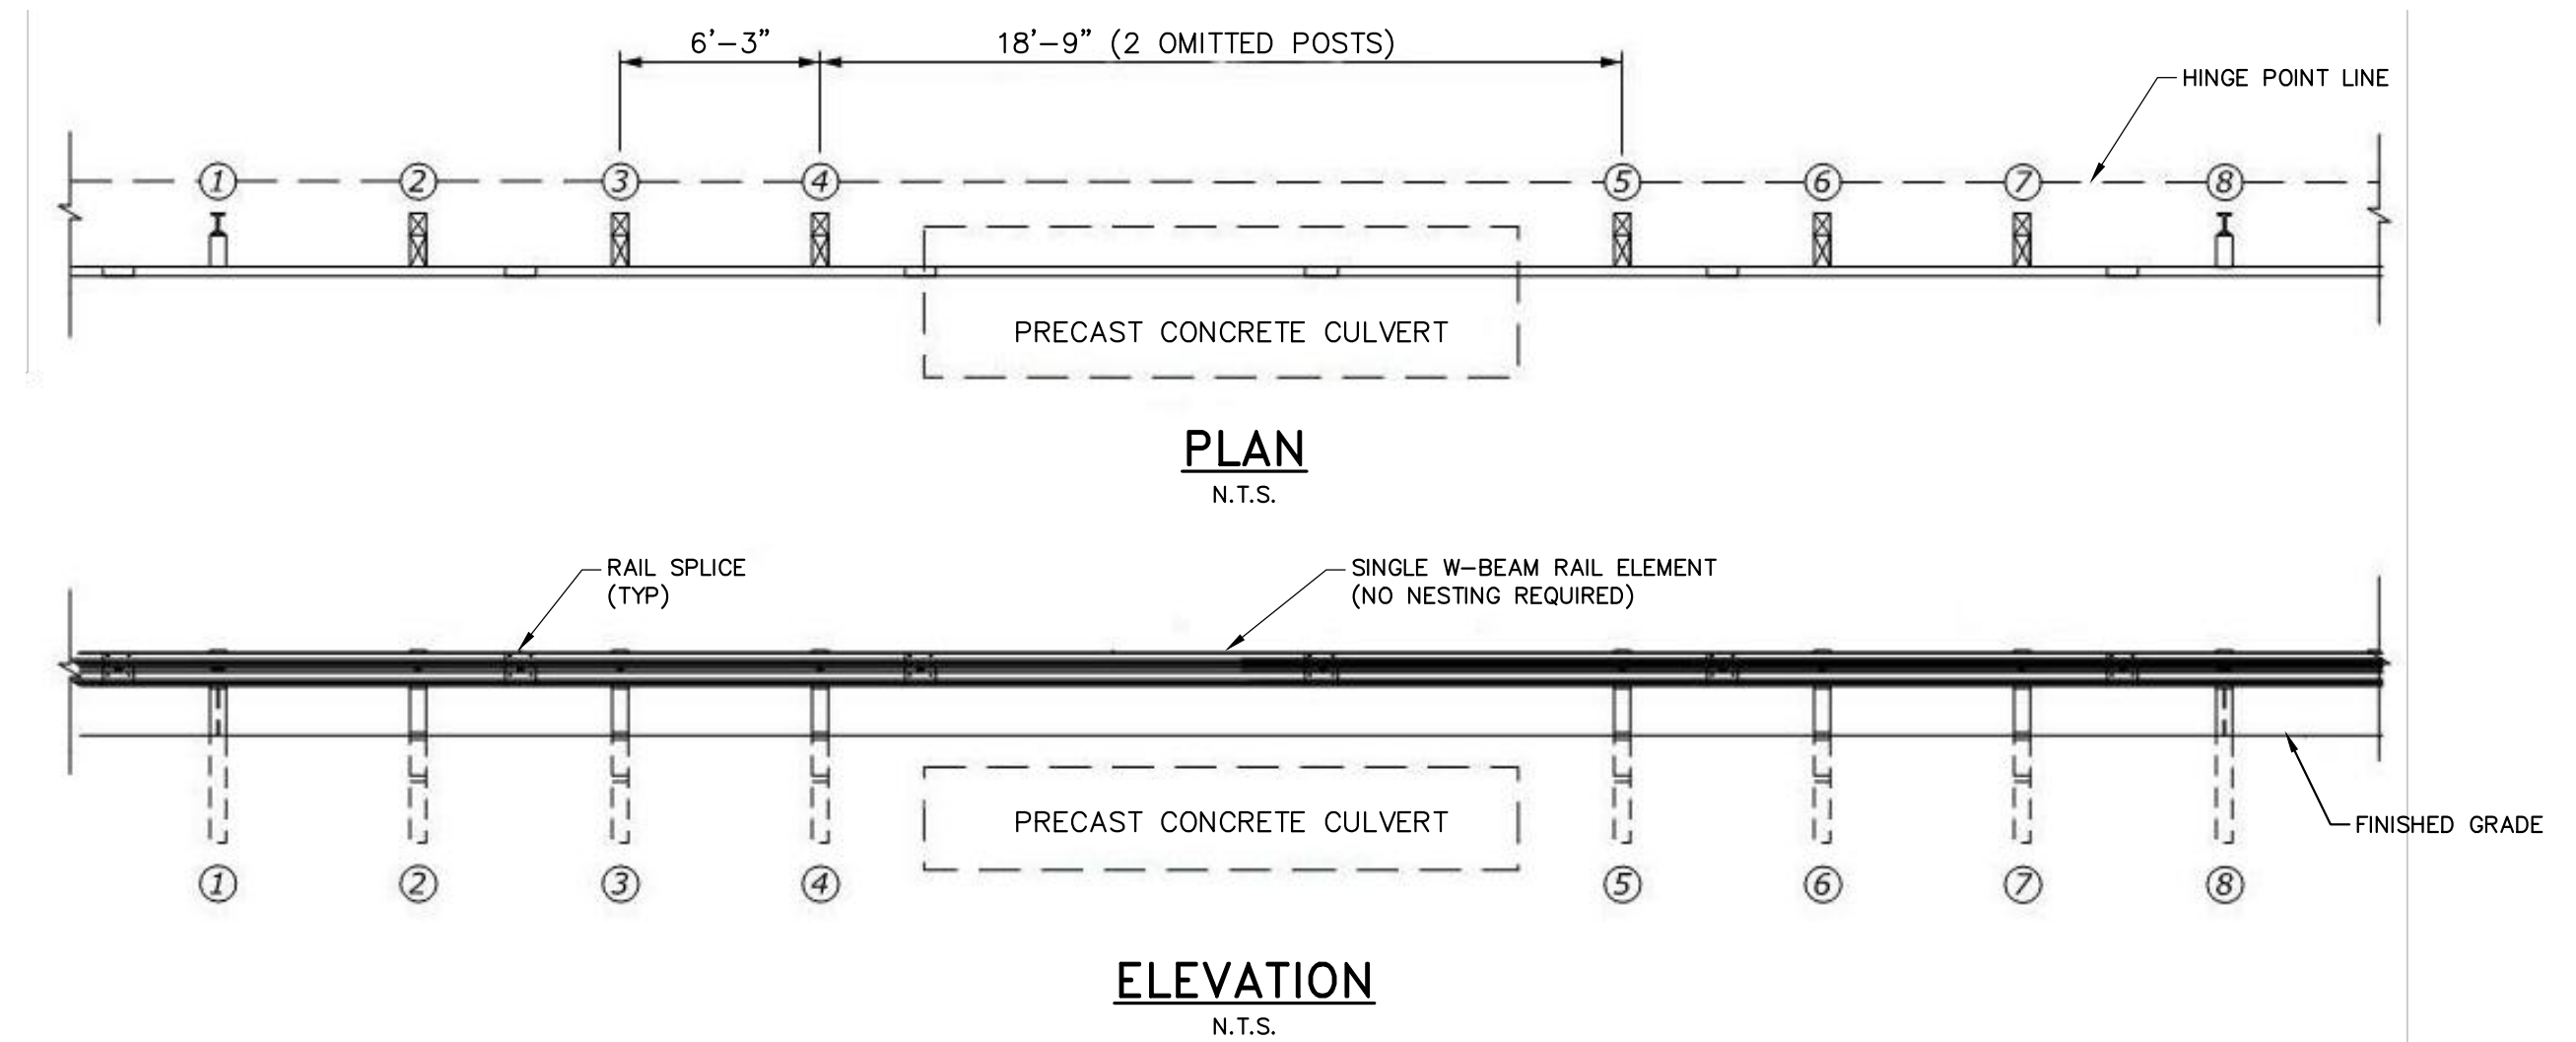 6'-3" 18'-9" (2 OMITTED POSTS)
HINGE POINT LINE
1 2 3 4 5 6 7 8
PRECAST CONCRETE CULVERT
PLAN
N.T.S.
RAIL SPLICE
(TYP)
SINGLE W-BEAM RAIL ELEMENT
(NO NESTING REQUIRED)
PRECAST CONCRETE CULVERT
FINISHED GRADE
1 2 3 4 5 6 7 8
ELEVATION
N.T.S.